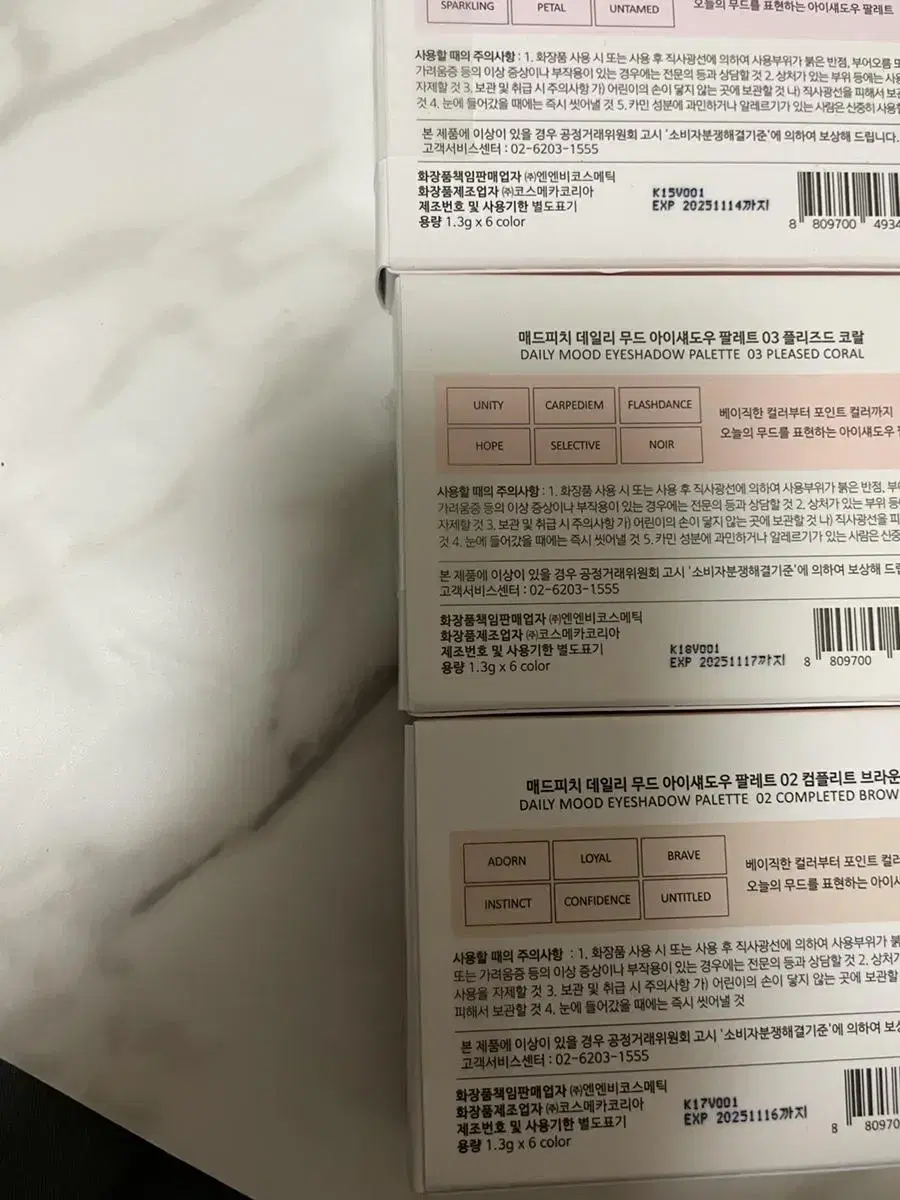 SPARKLING PETAL UNTAMED
오늘의 무드를 표현하는 아이섀도우 팔레트
사용할 때의 주의사항 : 1. 화장품 사용 시 또는 사용 후 직사광선에 의하여 사용부위가 붉은 반점, 부어오름
가려움증 등의 이상 증상이나 부작용이 있는 경우에는 전문의 등과 상담할 것 2. 상처가 있는 부위 등에는
자제할 것 3. 보관 및 취급 시 주의사항 가) 어린이의 손이 닿지 않는 곳에 보관할 것 나) 직사광선을 피해서
것 4. 눈에 들어갔을 때에는 즉시 씻어낼 것 5. 카민 성분에 과민하거나 알레르기가 있는 사람은 신중히
본 제품에 이상이 있을 경우 공정거래위원회 고시 '소비자분쟁해결기준'에 의하여 보상해 드립니다.
고객서비스센터 : 02-6203-1555
화장품책임판매업자 ㈜엔엔비코스메틱
화장품제조업자 ㈜코스메카코리아
제조번호 및 사용기한 별도표기
용량 1.3g x 6 color
K15V001
EXP 20251114까지
8 809700 4934
매드피치 데일리 무드 아이섀도우 팔레트 03 플리즈드 코랄
DAILY MOOD EYESHADOW PALETTE 03 PLEASED CORAL
UNITY CARPEDIEM FLASHDANCE
HOPE SELECTIVE NOIR
베이직한 컬러부터 포인트 컬러까지
오늘의 무드를 표현하는 아이섀도우
사용할 때의 주의사항 : 1. 화장품 사용 시 또는 사용 후 직사광선에 의하여 사용부위가 붉은 반점,
가려움증 등의 이상 증상이나 부작용이 있는 경우에는 전문의 등과 상담할 것 2. 상처가 있는 부위
자제할 것 3. 보관 및 취급 시 주의사항 가) 어린이의 손이 닿지 않는 곳에 보관할 것 나) 직사광선을
것 4. 눈에 들어갔을 때에는 즉시 씻어낼 것 5. 카민 성분에 과민하거나 알레르기가 있는 사람은
본 제품에 이상이 있을 경우 공정거래위원회 고시 '소비자분쟁해결기준'에 의하여 보상해
고객서비스센터 : 02-6203-1555
화장품책임판매업자 ㈜엔엔비코스메틱
화장품제조업자 ㈜코스메카코리아
제조번호 및 사용기한 별도표기
용량 1.3g x 6 color
K18V001
EXP 20251117까지
8 809700
매드피치 데일리 무드 아이섀도우 팔레트 02 컴플리트 브라운
DAILY MOOD EYESHADOW PALETTE 02 COMPLETED BROW
ADORN LOYAL BRAVE
INSTINCT CONFIDENCE UNTITLED
베이직한 컬러부터 포인트
오늘의 무드를 표현하는
사용할 때의 주의사항 : 1. 화장품 사용 시 또는 사용 후 직사광선에 의하여 사용부위가
또는 가려움증 등의 이상 증상이나 부작용이 있는 경우에는 전문의 등과 상담할 것 2.
사용을 자제할 것 3. 보관 및 취급 시 주의사항 가) 어린이의 손이 닿지 않는 곳에 보관할
피해서 보관할 것 4. 눈에 들어갔을 때에는 즉시 씻어낼 것
본 제품에 이상이 있을 경우 공정거래위원회 고시 '소비자분쟁해결기준'에 의하여
고객서비스센터 : 02-6203-1555
화장품책임판매업자 ㈜엔엔비코스메틱
화장품제조업자 ㈜코스메카코리아
제조번호 및 사용기한 별도표기
용량 1.3g x 6 color
K17V001
EXP 20251116까지
8 80970